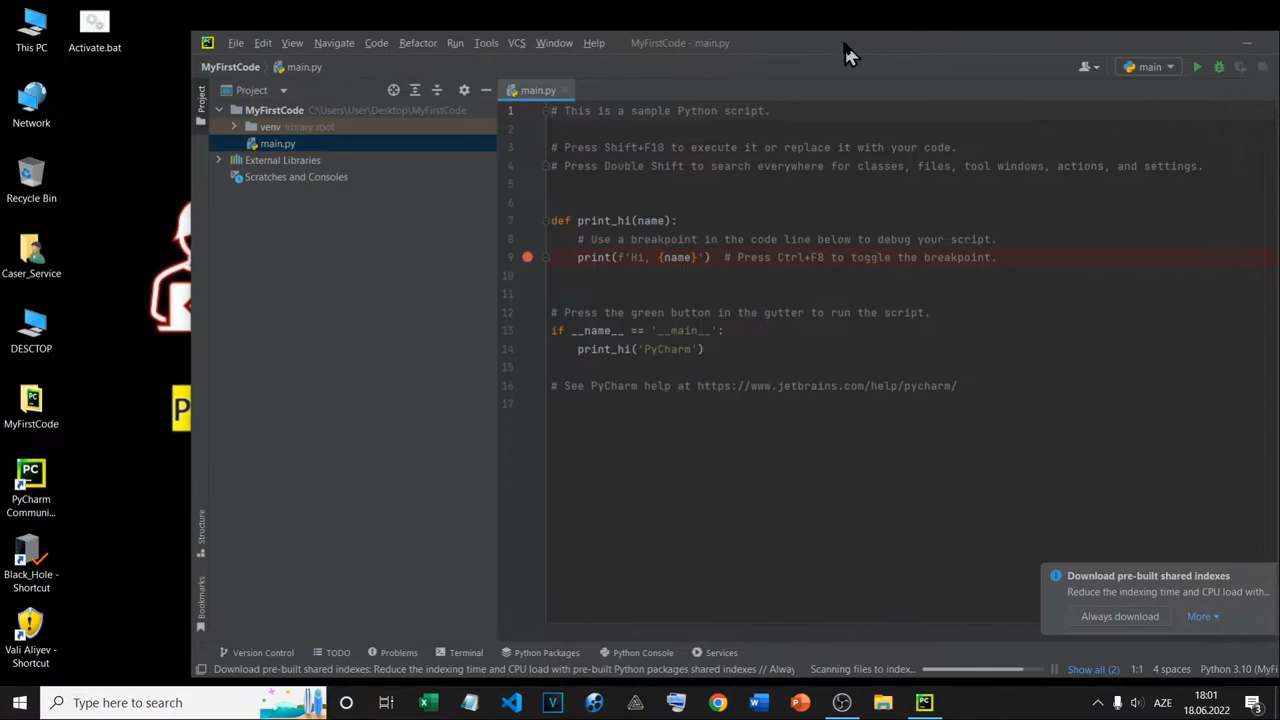 This PC
Activate.bat
Network
Recycle Bin
Caser_Service
DESCTOP
MyFirstCode
PC
PyCharm
Communi...
Black_Hole -
Shortcut
Vali Aliyev -
Shortcut
P
PC
File Edit View Navigate Code Refactor Run Tools VCS Window Help MyFirstCode - main.py
MyFirstCode main.py
main
Project
Project
MyFirstCode C:\Users\User\Desktop\MyFirstCode
venv library root
main.py
External Libraries
Scratches and Consoles
Structure
Bookmarks
main.py
1 # This is a sample Python script.
2
3 # Press Shift+F10 to execute it or replace it with your code.
4 # Press Double Shift to search everywhere for classes, files, tool windows, actions, and settings.
5
6
7 def print_hi(name):
8 # Use a breakpoint in the code line below to debug your script.
9 print(f'Hi, {name}') # Press Ctrl+F8 to toggle the breakpoint.
10
11
12 # Press the green button in the gutter to run the script.
13 if __name__ == '__main__':
14 print_hi('PyCharm')
15
16 # See PyCharm help at https://www.jetbrains.com/help/pycharm/
17
Download pre-built shared indexes
Reduce the indexing time and CPU load with...
Always download More
Version Control TODO Problems Terminal Python Packages Python Console Services
Download pre-built shared indexes: Reduce the indexing time and CPU load with pre-built Python packages shared indexes // Alway Scanning files to index... Show all (2) 1:1 4 spaces Python 3.10 (MyFi
Type here to search
AZE
18:01
18.06.2022
3